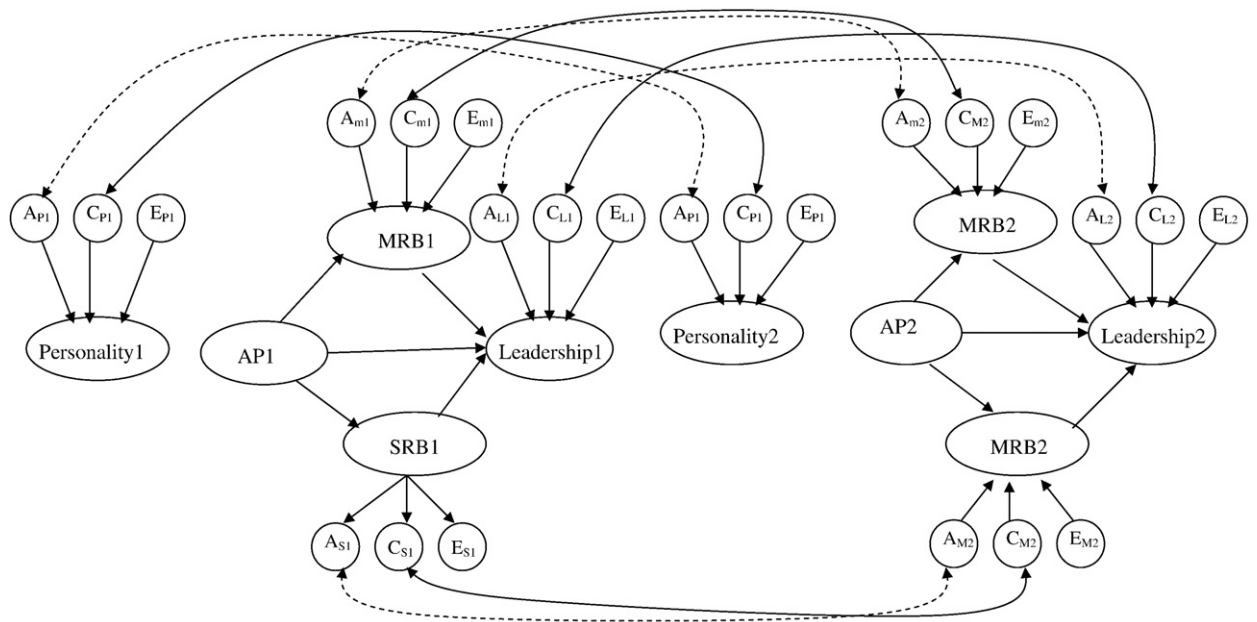 Am1 Cm1 Em1 Am2 CM2 Em2
AP1 CP1 EP1 AL1 CL1 EL1 AP1 CP1 EP1 AL2 CL2 EL2
MRB1 MRB2
Personality1 AP1 Leadership1 Personality2 AP2 Leadership2
SRB1 MRB2
AS1 CS1 ES1 AM2 CM2 EM2